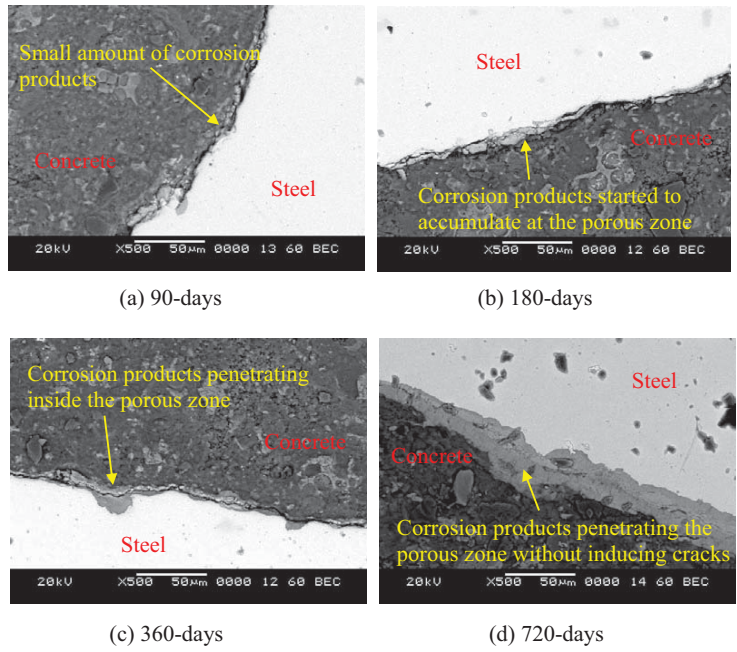 Small amount of corrosion
products
Concrete
Steel
20kV X500 50μm 0000 13 60 BEC
(a) 90-days
Steel
Concrete
Corrosion products started to
accumulate at the porous zone
20kV X500 50μm 0000 12 60 BEC
(b) 180-days
Corrosion products penetrating
inside the porous zone
Concrete
Steel
20kV X500 50μm 0000 12 60 BEC
(c) 360-days
Steel
Concrete
Corrosion products penetrating the
porous zone without inducing cracks
20kV X500 50μm 0000 14 60 BEC
(d) 720-days